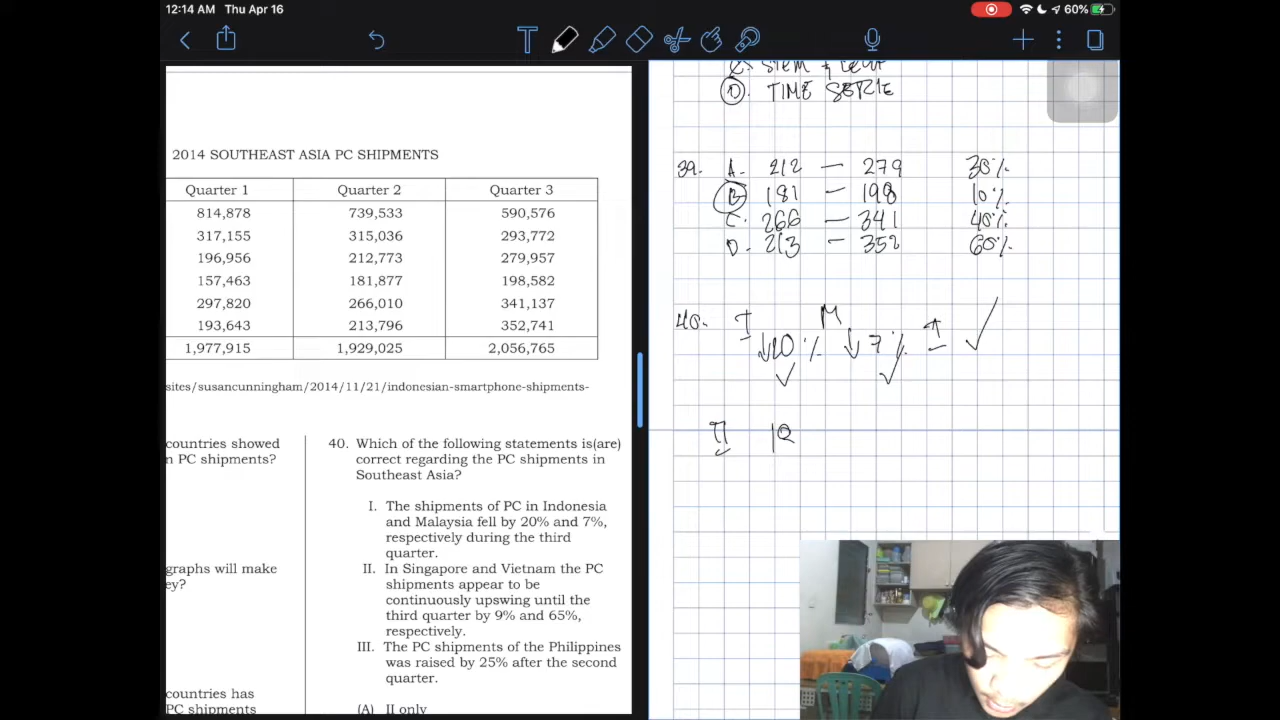 12:14 AM Thu Apr 16
60%
T
2014 SOUTHEAST ASIA PC SHIPMENTS
Quarter 1 Quarter 2 Quarter 3
814,878 739,533 590,576
317,155 315,036 293,772
196,956 212,773 279,957
157,463 181,877 198,582
297,820 266,010 341,137
193,643 213,796 352,741
1,977,915 1,929,025 2,056,765
sites/susancunningham/2014/11/21/indonesian-smartphone-shipments-
countries showed
n PC shipments?
graphs will make
ey?
countries has
PC shipments
40. Which of the following statements is(are)
correct regarding the PC shipments in
Southeast Asia?
I. The shipments of PC in Indonesia
and Malaysia fell by 20% and 7%,
respectively during the third
quarter.
II. In Singapore and Vietnam the PC
shipments appear to be
continuously upswing until the
third quarter by 9% and 65%,
respectively.
III. The PC shipments of the Philippines
was raised by 25% after the second
quarter.
(A) II only
D. TIME SERIE
39. A. 212 — 279 30%
B 181 — 198 10%
C. 266 — 341 40%
D. 213 — 352 60%
40. I M
↓20% ↓7% I ✓
✓ ✓
II